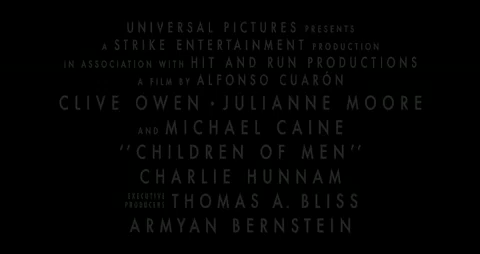 UNIVERSAL PICTURES PRESENTS
A STRIKE ENTERTAINMENT PRODUCTION
IN ASSOCIATION WITH HIT AND RUN PRODUCTIONS
A FILM BY ALFONSO CUARÓN
CLIVE OWEN • JULIANNE MOORE
AND MICHAEL CAINE
"CHILDREN OF MEN"
CHARLIE HUNNAM
EXECUTIVE PRODUCERS THOMAS A. BLISS
ARMYAN BERNSTEIN